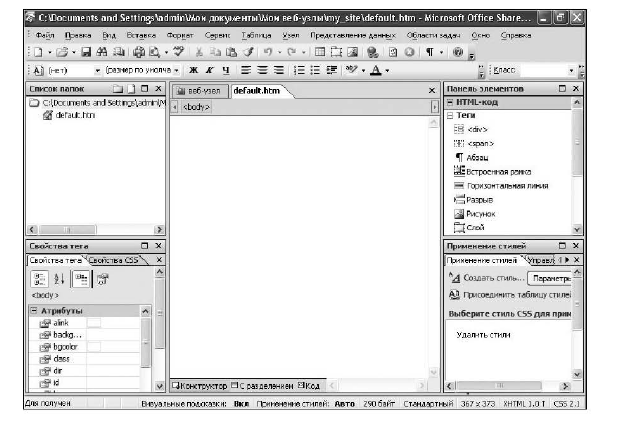 C:\Documents and Settings\admin\Мои документы\Мои веб-узлы\my_site\default.htm - Microsoft Office Share...
Файл Правка Вид Вставка Формат Сервис Таблица Узел Представление данных Области задач Окно Справка
(нет) (размер по умолча Ж К Ч Класс
Список папок
C:\Documents and Settings\admin\М
default.htm
веб-узел default.htm
<body>
Панель элементов
HTML-код
Теги
<div>
<span>
Абзац
Встроенная рамка
Горизонтальная линия
Разрыв
Рисунок
Слой
Свойства тега
Свойства тега Свойства CSS
<body>
Атрибуты
alink
backg...
bgcolor
class
dir
id
Применение стилей
Применение стилей Управл
Создать стиль... Параметры
Присоединить таблицу стилей
Выберите стиль CSS для прим
Удалить стили
Конструктор С разделением Код
Для получен Визуальные подсказки: Вкл Применение стилей: Авто 290 байт Стандартный 367 x 373 XHTML 1.0 T CSS 2.1